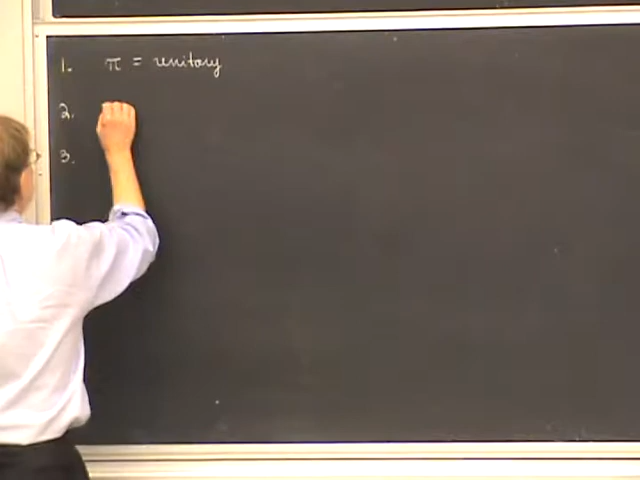 1. π = unitary
2.
3.